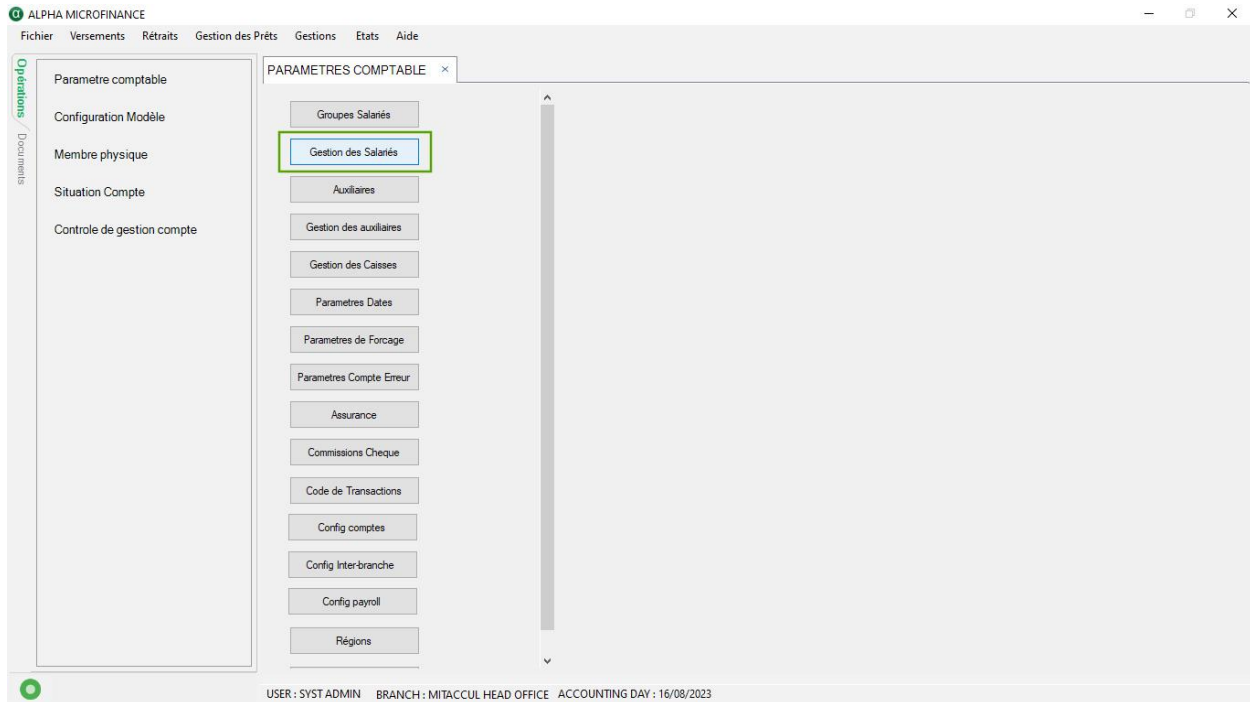 ALPHA MICROFINANCE
Fichier Versements Rétraits Gestion des Prêts Gestions Etats Aide
Opérations
Documents
Parametre comptable
Configuration Modèle
Membre physique
Situation Compte
Controle de gestion compte
PARAMETRES COMPTABLE ×
Groupes Salariés
Gestion des Salariés
Auxiliaires
Gestion des auxiliaires
Gestion des Caisses
Parametres Dates
Parametres de Forcage
Parametres Compte Erreur
Assurance
Commissions Cheque
Code de Transactions
Config comptes
Config Inter-branche
Config payroll
Régions
USER : SYST ADMIN BRANCH : MITACCUL HEAD OFFICE ACCOUNTING DAY : 16/08/2023